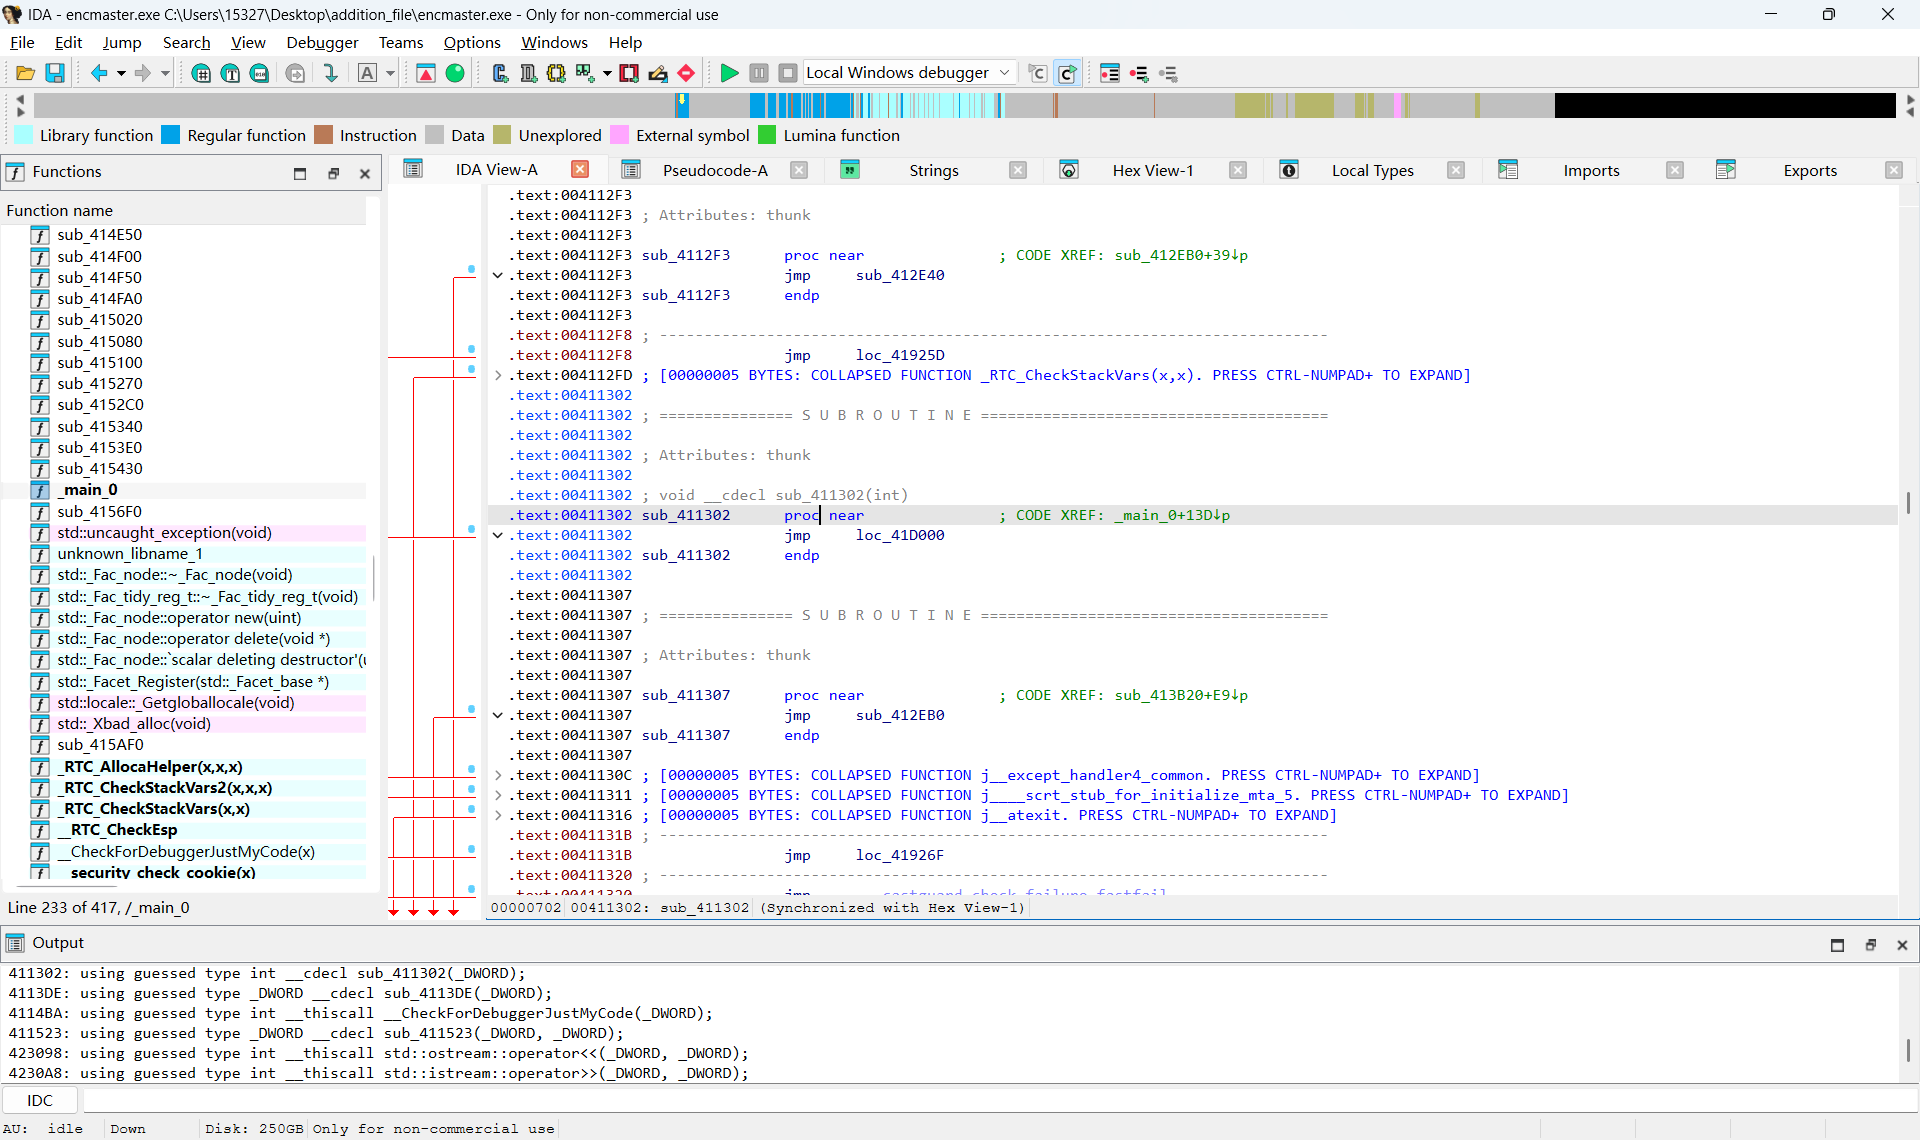 IDA - encmaster.exe C:\Users\15327\Desktop\addition_file\encmaster.exe - Only for non-commercial use
File Edit Jump Search View Debugger Teams Options Windows Help
Local Windows debugger
Library function Regular function Instruction Data Unexplored External symbol Lumina function
Functions
IDA View-A Pseudocode-A Strings Hex View-1 Local Types Imports Exports
Function name
sub_414E50
sub_414F00
sub_414F50
sub_414FA0
sub_415020
sub_415080
sub_415100
sub_415270
sub_4152C0
sub_415340
sub_4153E0
sub_415430
_main_0
sub_4156F0
std::uncaught_exception(void)
unknown_libname_1
std::_Fac_node::~_Fac_node(void)
std::_Fac_tidy_reg_t::~_Fac_tidy_reg_t(void)
std::_Fac_node::operator new(uint)
std::_Fac_node::operator delete(void *)
std::_Fac_node::`scalar deleting destructor'(u
std::_Facet_Register(std::_Facet_base *)
std::locale::_Getgloballocale(void)
std::_Xbad_alloc(void)
sub_415AF0
_RTC_AllocaHelper(x,x,x)
_RTC_CheckStackVars2(x,x,x)
_RTC_CheckStackVars(x,x)
__RTC_CheckEsp
__CheckForDebuggerJustMyCode(x)
__security_check_cookie(x)
Line 233 of 417, /_main_0
.text:004112F3
.text:004112F3 ; Attributes: thunk
.text:004112F3
.text:004112F3 sub_4112F3 proc near ; CODE XREF: sub_412EB0+39↓p
.text:004112F3 jmp sub_412E40
.text:004112F3 sub_4112F3 endp
.text:004112F3
.text:004112F8 ; ---------------------------------------------------------------------------
.text:004112F8 jmp loc_41925D
.text:004112FD ; [00000005 BYTES: COLLAPSED FUNCTION _RTC_CheckStackVars(x,x). PRESS CTRL-NUMPAD+ TO EXPAND]
.text:00411302
.text:00411302 ; =============== S U B R O U T I N E =======================================
.text:00411302
.text:00411302 ; Attributes: thunk
.text:00411302
.text:00411302 ; void __cdecl sub_411302(int)
.text:00411302 sub_411302 proc near ; CODE XREF: _main_0+13D↓p
.text:00411302 jmp loc_41D000
.text:00411302 sub_411302 endp
.text:00411302
.text:00411307
.text:00411307 ; =============== S U B R O U T I N E =======================================
.text:00411307
.text:00411307 ; Attributes: thunk
.text:00411307
.text:00411307 sub_411307 proc near ; CODE XREF: sub_413B20+E9↓p
.text:00411307 jmp sub_412EB0
.text:00411307 sub_411307 endp
.text:00411307
.text:0041130C ; [00000005 BYTES: COLLAPSED FUNCTION j__except_handler4_common. PRESS CTRL-NUMPAD+ TO EXPAND]
.text:00411311 ; [00000005 BYTES: COLLAPSED FUNCTION j____scrt_stub_for_initialize_mta_5. PRESS CTRL-NUMPAD+ TO EXPAND]
.text:00411316 ; [00000005 BYTES: COLLAPSED FUNCTION j__atexit. PRESS CTRL-NUMPAD+ TO EXPAND]
.text:0041131B ; ---------------------------------------------------------------------------
.text:0041131B jmp loc_41926F
.text:00411320 ; ---------------------------------------------------------------------------
.text:00411320 jmp
00000702 00411302: sub_411302 (Synchronized with Hex View-1)
Output
411302: using guessed type int __cdecl sub_411302(_DWORD);
4113DE: using guessed type _DWORD __cdecl sub_4113DE(_DWORD);
4114BA: using guessed type int __thiscall __CheckForDebuggerJustMyCode(_DWORD);
411523: using guessed type _DWORD __cdecl sub_411523(_DWORD, _DWORD);
423098: using guessed type int __thiscall std::ostream::operator<<(_DWORD, _DWORD);
4230A8: using guessed type int __thiscall std::istream::operator>>(_DWORD, _DWORD);
IDC
AU: idle Down Disk: 250GB Only for non-commercial use